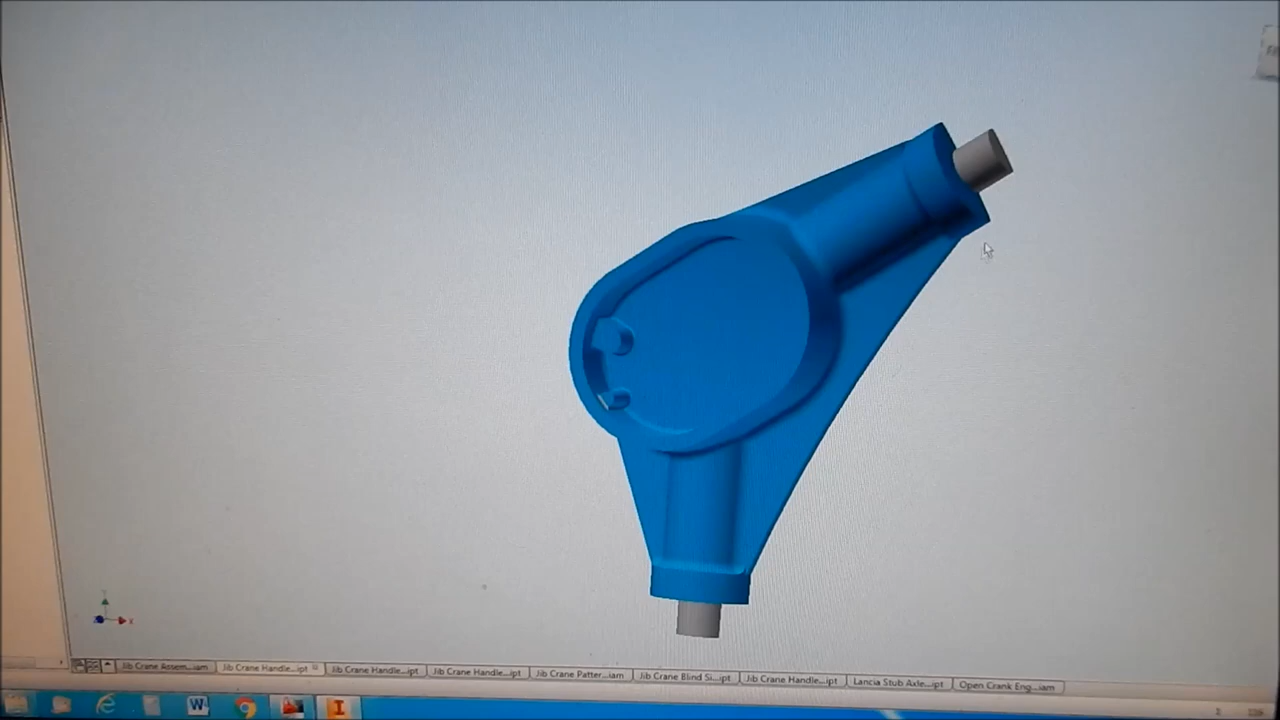 Jib Crane Assem...iam
Jib Crane Handle...ipt
Jib Crane Handle...ipt
Jib Crane Handle...ipt
Jib Crane Patter...iam
Jib Crane Blind Si...ipt
Jib Crane Handle...ipt
Lancia Stub Axle...ipt
Open Crank Eng...iam